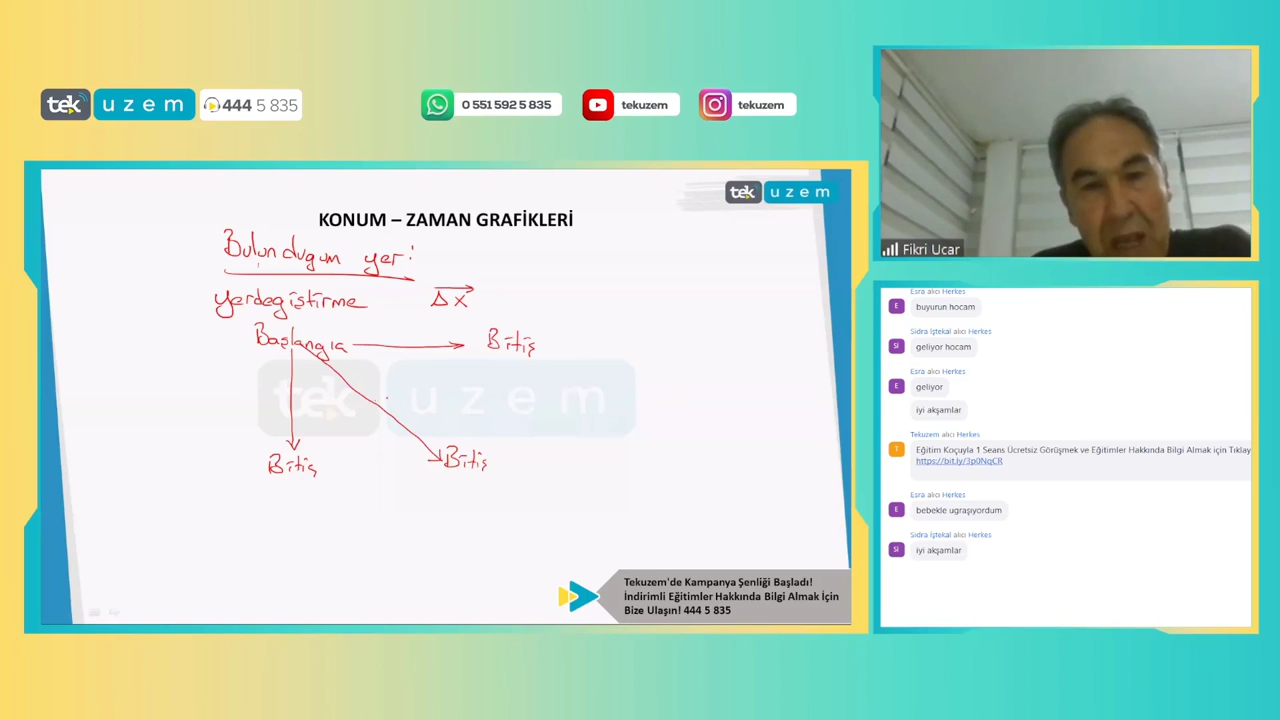 tek uzem 444 5 835
0 551 592 5 835
tekuzem
tekuzem
tek uzem
KONUM – ZAMAN GRAFİKLERİ
Bulunduğum yer:
yerdeğiştirme Δx
Başlangıç Bitiş
tek uzem
Bitiş Bitiş
Tekuzem'de Kampanya Şenliği Başladı!
İndirimli Eğitimler Hakkında Bilgi Almak İçin
Bize Ulaşın! 444 5 835
Fikri Ucar
Esra alıcı Herkes
E buyurun hocam
Sidra İştekal alıcı Herkes
Sİ geliyor hocam
Esra alıcı Herkes
E geliyor
iyi akşamlar
Tekuzem alıcı Herkes
T Eğitim Koçuyla 1 Seans Ücretsiz Görüşmek ve Eğitimler Hakkında Bilgi Almak için Tıklay
https://bit.ly/3p0NqCR
Esra alıcı Herkes
E bebekle ugraşıyordum
Sidra İştekal alıcı Herkes
Sİ iyi akşamlar